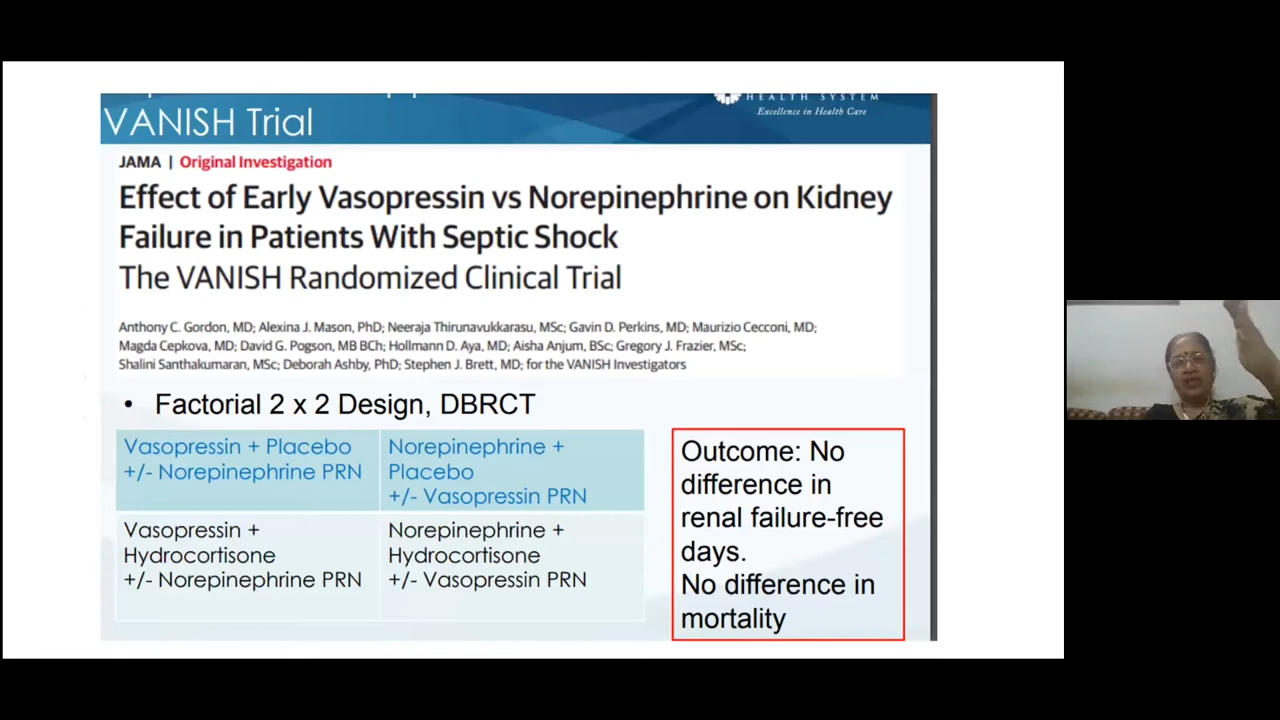 HEALTH SYSTEM
Excellence in Health Care
VANISH Trial
JAMA | Original Investigation
Effect of Early Vasopressin vs Norepinephrine on Kidney
Failure in Patients With Septic Shock
The VANISH Randomized Clinical Trial
Anthony C. Gordon, MD; Alexina J. Mason, PhD; Neeraja Thirunavukkarasu, MSc; Gavin D. Perkins, MD; Maurizio Cecconi, MD;
Magda Cepkova, MD; David G. Pogson, MB BCh; Hollmann D. Aya, MD; Aisha Anjum, BSc; Gregory J. Frazier, MSc;
Shalini Santhakumaran, MSc; Deborah Ashby, PhD; Stephen J. Brett, MD; for the VANISH Investigators
• Factorial 2 x 2 Design, DBRCT
Vasopressin + Placebo
+/- Norepinephrine PRN
Norepinephrine +
Placebo
+/- Vasopressin PRN
Vasopressin +
Hydrocortisone
+/- Norepinephrine PRN
Norepinephrine +
Hydrocortisone
+/- Vasopressin PRN
Outcome: No
difference in
renal failure-free
days.
No difference in
mortality